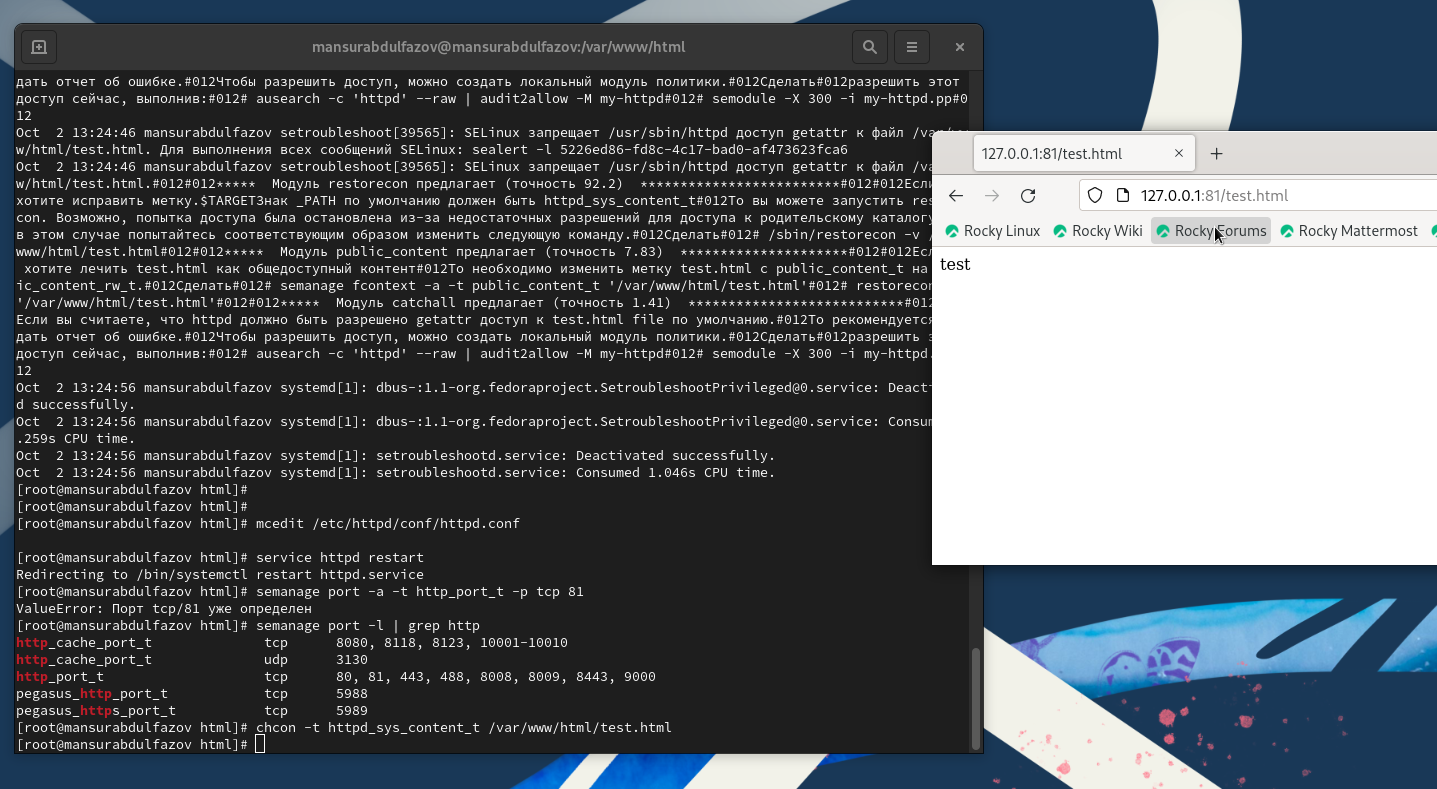 mansurabdulfazov@mansurabdulfazov:/var/www/html
дать отчет об ошибке.#012Чтобы разрешить доступ, можно создать локальный модуль политики.#012Сделать#012разрешить этот
доступ сейчас, выполнив:#012# ausearch -c 'httpd' --raw | audit2allow -M my-httpd#012# semodule -X 300 -i my-httpd.pp#0
12
Oct  2 13:24:46 mansurabdulfazov setroubleshoot[39565]: SELinux запрещает /usr/sbin/httpd доступ getattr к файл /var/ww
w/html/test.html. Для выполнения всех сообщений SELinux: sealert -l 5226ed86-fd8c-4c17-bad0-af473623fca6
Oct  2 13:24:46 mansurabdulfazov setroubleshoot[39565]: SELinux запрещает /usr/sbin/httpd доступ getattr к файл /va
w/html/test.html.#012#012*****  Модуль restorecon предлагает (точность 92.2)  *************************#012#012Если
хотите исправить метку.$TARGETЗнак _PATH по умолчанию должен быть httpd_sys_content_t#012То вы можете запустить res
con. Возможно, попытка доступа была остановлена из-за недостаточных разрешений для доступа к родительскому каталогу
в этом случае попытайтесь соответствующим образом изменить следующую команду.#012Сделать#012# /sbin/restorecon -v /
www/html/test.html#012#012*****  Модуль public_content предлагает (точность 7.83)  ******************#012#012Есл
хотите лечить test.html как общедоступный контент#012То необходимо изменить метку test.html с public_content_t на
ic_content_rw_t.#012Сделать#012# semanage fcontext -a -t public_content_t '/var/www/html/test.html'#012# restorecon
'/var/www/html/test.html'#012#012*****  Модуль catchall предлагает (точность 1.41)  **************************#012
Если вы считаете, что httpd должно быть разрешено getattr доступ к test.html file по умолчанию.#012То рекомендуется
дать отчет об ошибке.#012Чтобы разрешить доступ, можно создать локальный модуль политики.#012Сделать#012разрешить э
доступ сейчас, выполнив:#012# ausearch -c 'httpd' --raw | audit2allow -M my-httpd#012# semodule -X 300 -i my-httpd.
12
Oct  2 13:24:56 mansurabdulfazov systemd[1]: dbus-:1.1-org.fedoraproject.SetroubleshootPrivileged@0.service: Deacti
d successfully.
Oct  2 13:24:56 mansurabdulfazov systemd[1]: dbus-:1.1-org.fedoraproject.SetroubleshootPrivileged@0.service: Consum
.259s CPU time.
Oct  2 13:24:56 mansurabdulfazov systemd[1]: setroubleshootd.service: Deactivated successfully.
Oct  2 13:24:56 mansurabdulfazov systemd[1]: setroubleshootd.service: Consumed 1.046s CPU time.
[root@mansurabdulfazov html]#
[root@mansurabdulfazov html]#
[root@mansurabdulfazov html]# mcedit /etc/httpd/conf/httpd.conf
[root@mansurabdulfazov html]# service httpd restart
Redirecting to /bin/systemctl restart httpd.service
[root@mansurabdulfazov html]# semanage port -a -t http_port_t -p tcp 81
ValueError: Порт tcp/81 уже определен
[root@mansurabdulfazov html]# semanage port -l | grep http
http_cache_port_t              tcp      8080, 8118, 8123, 10001-10010
http_cache_port_t              udp      3130
http_port_t                    tcp      80, 81, 443, 488, 8008, 8009, 8443, 9000
pegasus_http_port_t            tcp      5988
pegasus_https_port_t           tcp      5989
[root@mansurabdulfazov html]# chcon -t httpd_sys_content_t /var/www/html/test.html
[root@mansurabdulfazov html]#
127.0.0.1:81/test.html
127.0.0.1:81/test.html
Rocky Linux Rocky Wiki Rocky Forums Rocky Mattermost
test